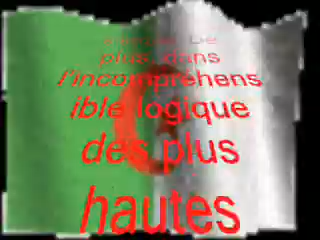 plus dans
l'incompréhens
ible logique
des plus
hautes